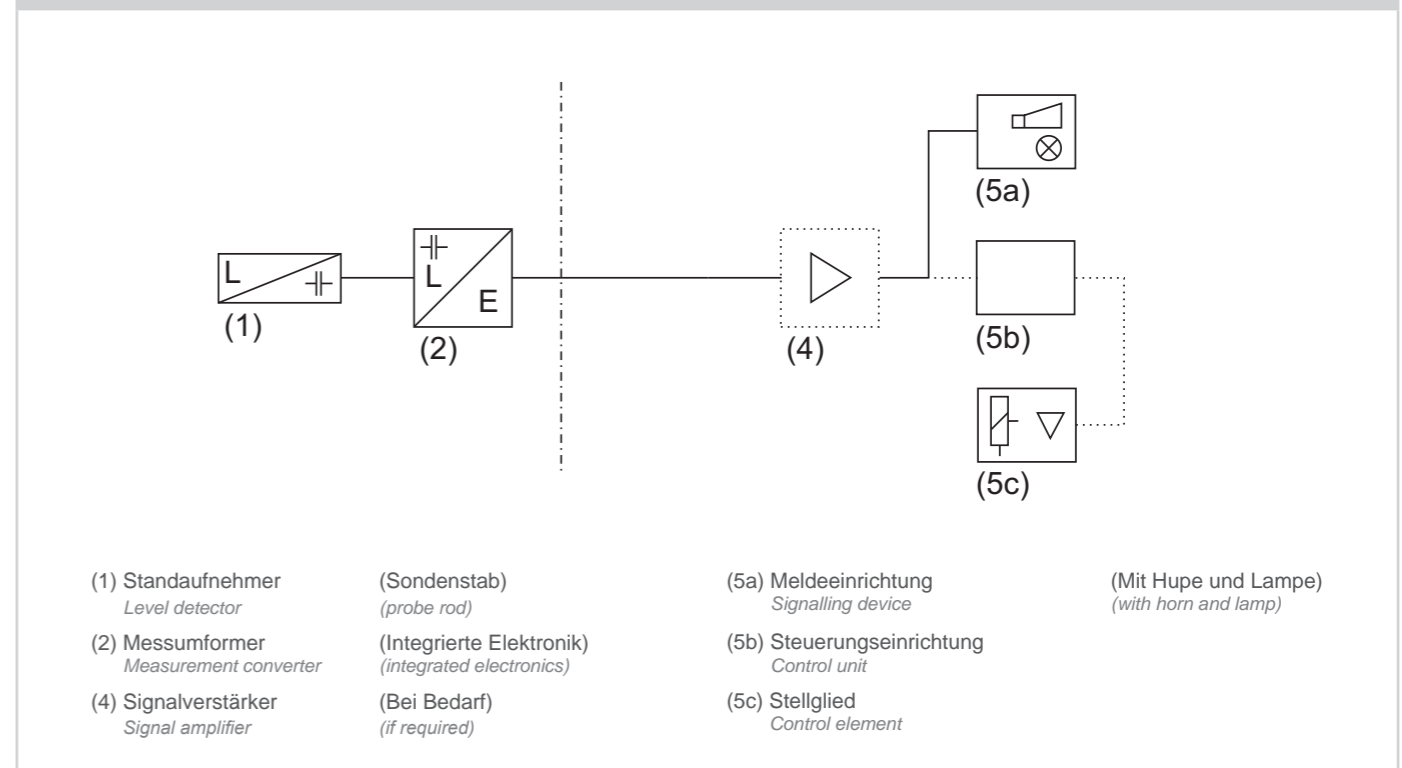 L
(1)
L
E
(2)
(4)
(5a)
(5b)
(5c)
(1) Standaufnehmer (Sondenstab)
Level detector (probe rod)
(2) Messumformer (Integrierte Elektronik)
Measurement converter (integrated electronics)
(4) Signalverstärker (Bei Bedarf)
Signal amplifier (if required)
(5a) Meldeeinrichtung (Mit Hupe und Lampe)
Signalling device (with horn and lamp)
(5b) Steuerungseinrichtung
Control unit
(5c) Stellglied
Control element